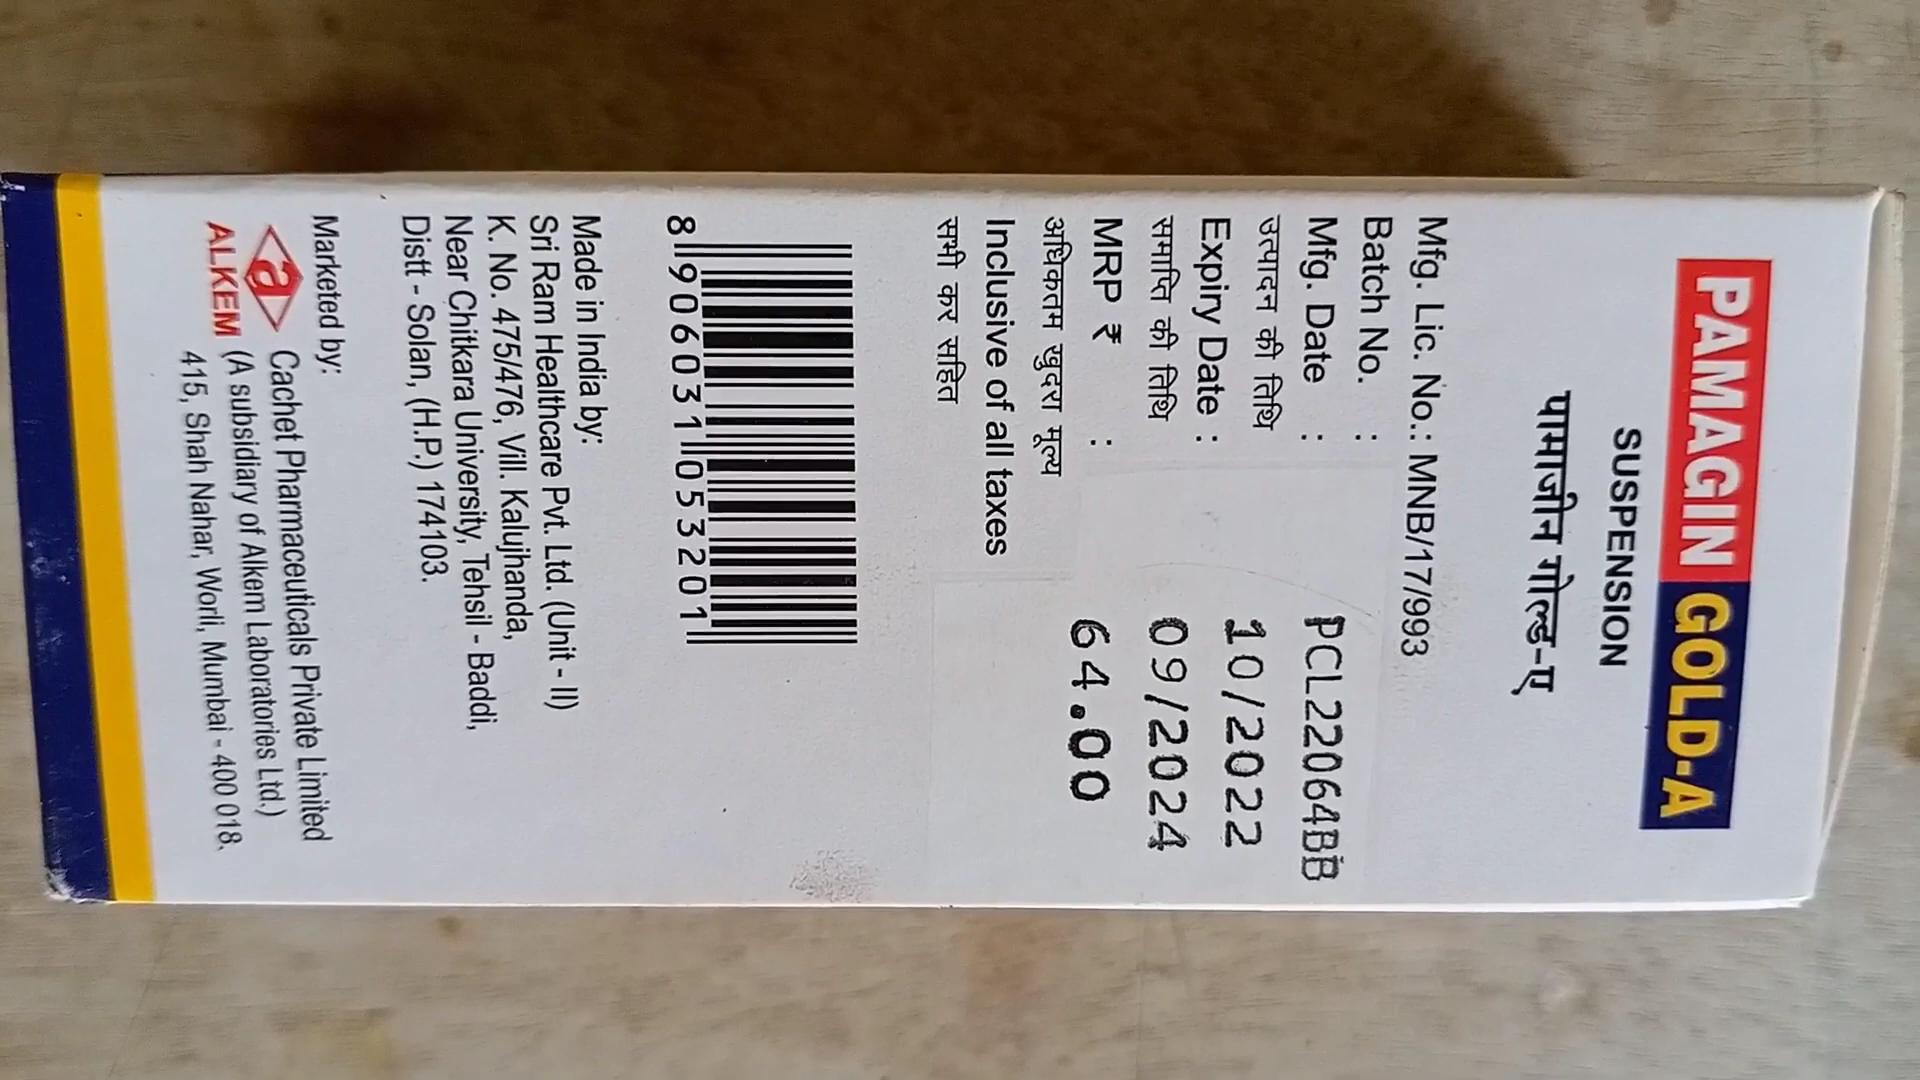 PAMAGIN GOLD-A
SUSPENSION
पामाजीन गोल्ड-ए
Mfg. Lic. No.: MNB/17/993
Batch No. : PCL22064BB
Mfg. Date : 10/2022
उत्पादन की तिथि
Expiry Date : 09/2024
समाप्ति की तिथि
MRP ₹ : 64.00
अधिकतम खुदरा मूल्य
Inclusive of all taxes
सभी कर सहित
8 906031 053201
Made in India by:
Sri Ram Healthcare Pvt. Ltd. (Unit - II)
K. No. 475/476, Vill. Kalujhanda,
Near Chitkara University, Tehsil - Baddi,
Distt - Solan, (H.P.) 174103.
Marketed by:
a
ALKEM
Cachet Pharmaceuticals Private Limited
(A subsidiary of Alkem Laboratories Ltd.)
415, Shah Nahar, Worli, Mumbai - 400 018.